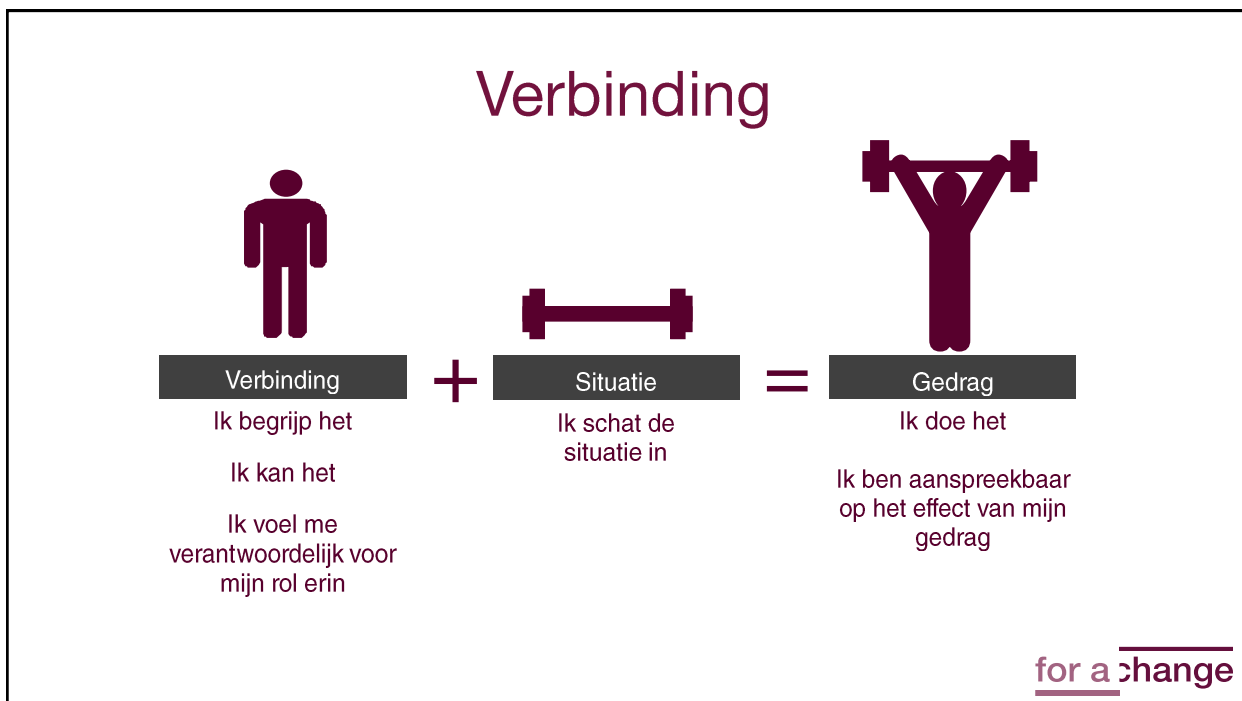 Verbinding
Verbinding
+
Situatie
=
Gedrag
Ik begrijp het
Ik kan het
Ik voel me
verantwoordelijk voor
mijn rol erin
Ik schat de
situatie in
Ik doe het
Ik ben aanspreekbaar
op het effect van mijn
gedrag
for a change